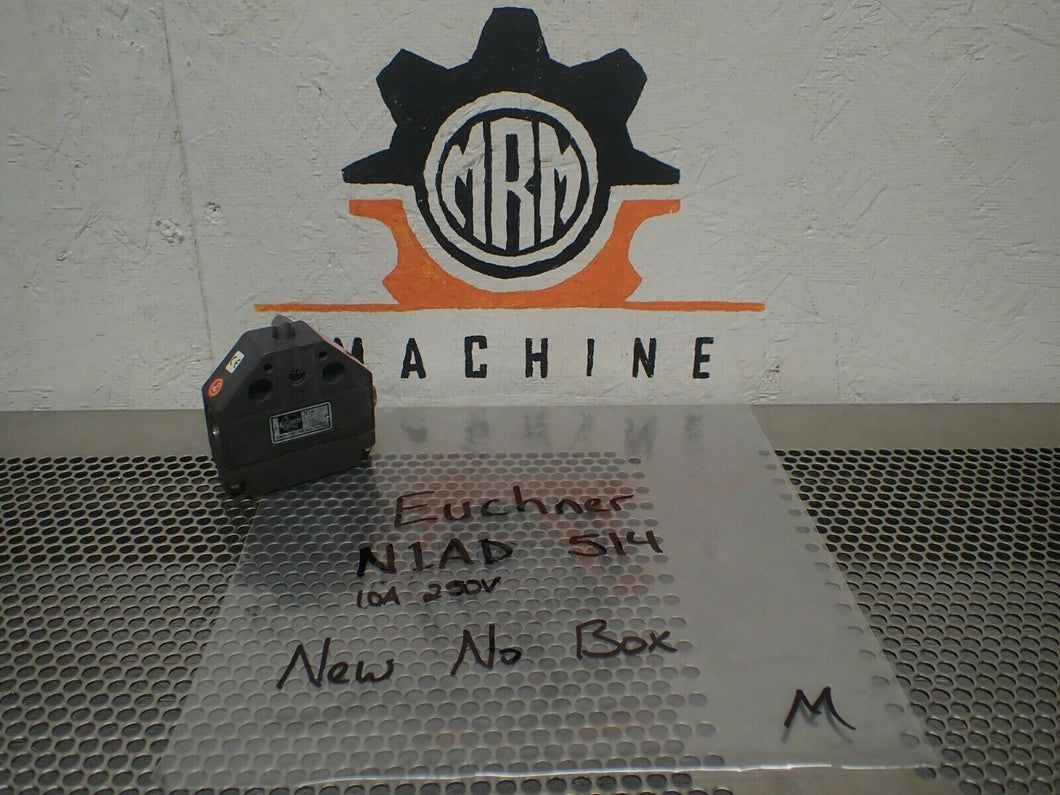 MRM
MACHINE
Euchner
N1AD 514
10A 250V
New No Box
M